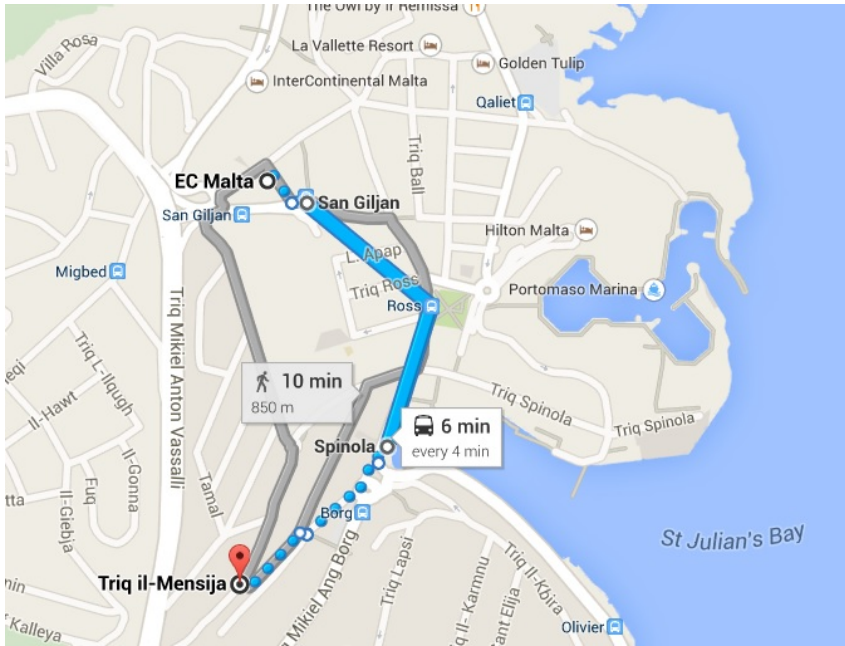 The Owl by Ir Remissa
Villa Rosa
La Vallette Resort
Golden Tulip
InterContinental Malta
Qaliet
Triq Ball
EC Malta
San Giljan
San Giljan
Hilton Malta
L. Apap
Migbed
Triq Ross
Portomaso Marina
Ross
Triq Mikiel Anton Vassalli
Triq L-Ilqugh
Il-Hawt
10 min
850 m
Triq Spinola
Triq Spinola
6 min
every 4 min
Spinola
Il-Gonna
Fuq
Il-Giebja
Tamal
Borg
St Julian's Bay
Triq il-Mensija
Mikiel Ang Borg
Triq Lapsi
Triq Il-Kbira
Triq Il-Karmnu
Elija
Olivier
Kalleya